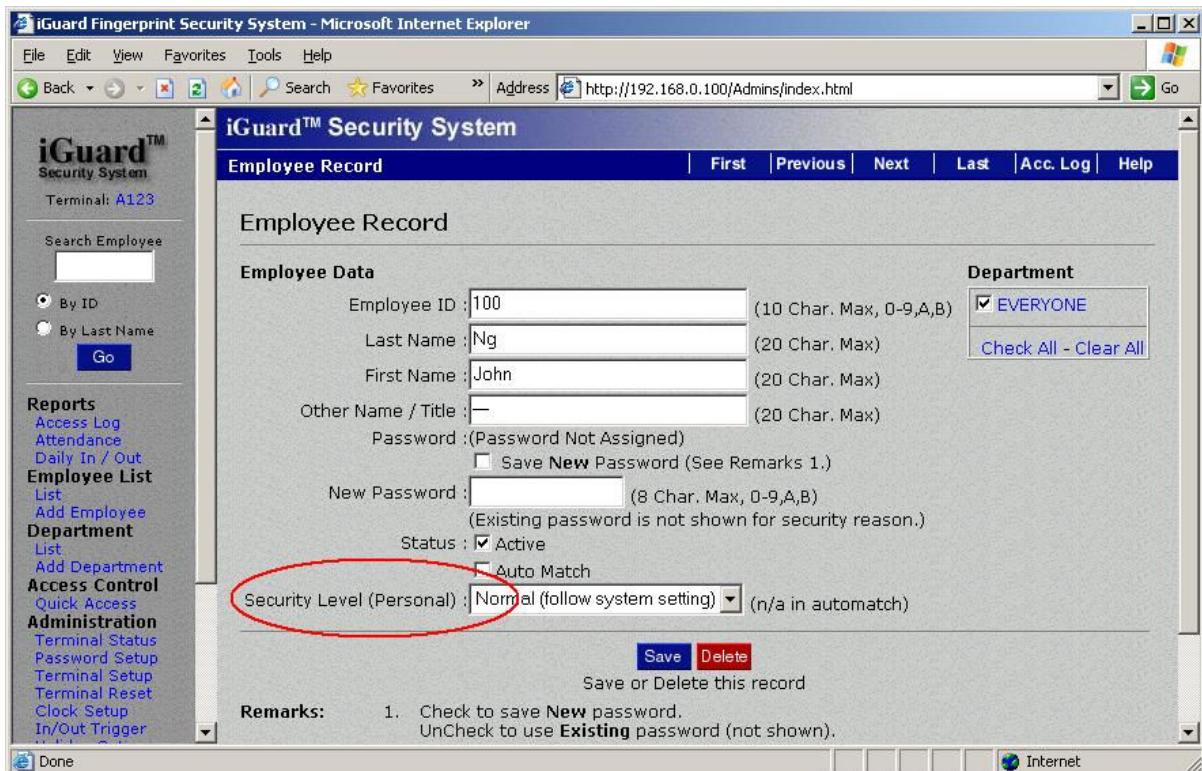 iGuard Fingerprint Security System - Microsoft Internet Explorer
File Edit View Favorites Tools Help
Back Search Favorites » Address http://192.168.0.100/Admins/index.html Go
iGuard™
Security System
Terminal: A123
Search Employee
By ID
By Last Name
Go
Reports
Access Log
Attendance
Daily In / Out
Employee List
List
Add Employee
Department
List
Add Department
Access Control
Quick Access
Administration
Terminal Status
Password Setup
Terminal Setup
Terminal Reset
Clock Setup
In/Out Trigger
iGuard™ Security System
Employee Record | First | Previous | Next | Last | Acc. Log | Help
Employee Record
Employee Data
Employee ID : 100 (10 Char. Max, 0-9,A,B)
Last Name : Ng (20 Char. Max)
First Name : John (20 Char. Max)
Other Name / Title : — (20 Char. Max)
Password :(Password Not Assigned)
Save New Password (See Remarks 1.)
New Password : (8 Char. Max, 0-9,A,B)
(Existing password is not shown for security reason.)
Status : Active
Auto Match
Security Level (Personal) : Normal (follow system setting) (n/a in automatch)
Department
EVERYONE
Check All - Clear All
Save Delete
Save or Delete this record
Remarks: 1. Check to save New password.
UnCheck to use Existing password (not shown).
Done Internet